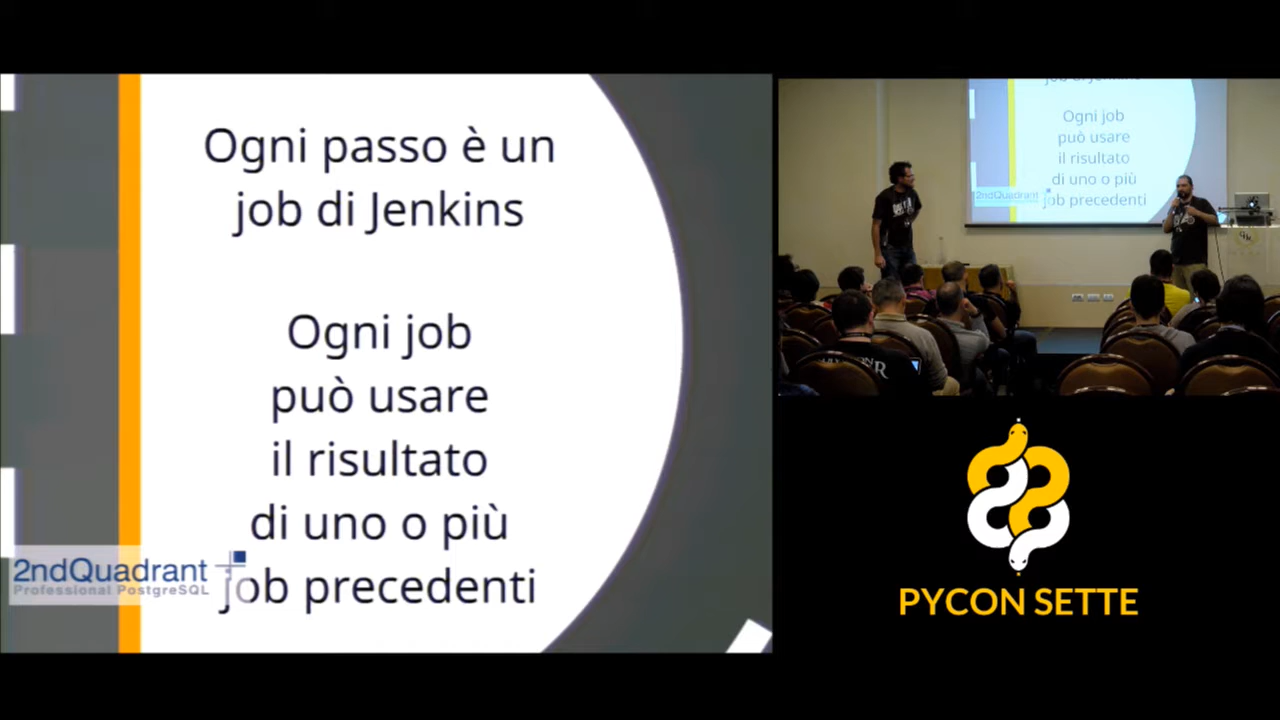 Ogni passo è un
job di Jenkins
Ogni job
può usare
il risultato
di uno o più
job precedenti
2ndQuadrant
Professional PostgreSQL
Ogni job
può usare
il risultato
di uno o più
job precedenti
2ndQuadrant
PYCON SETTE